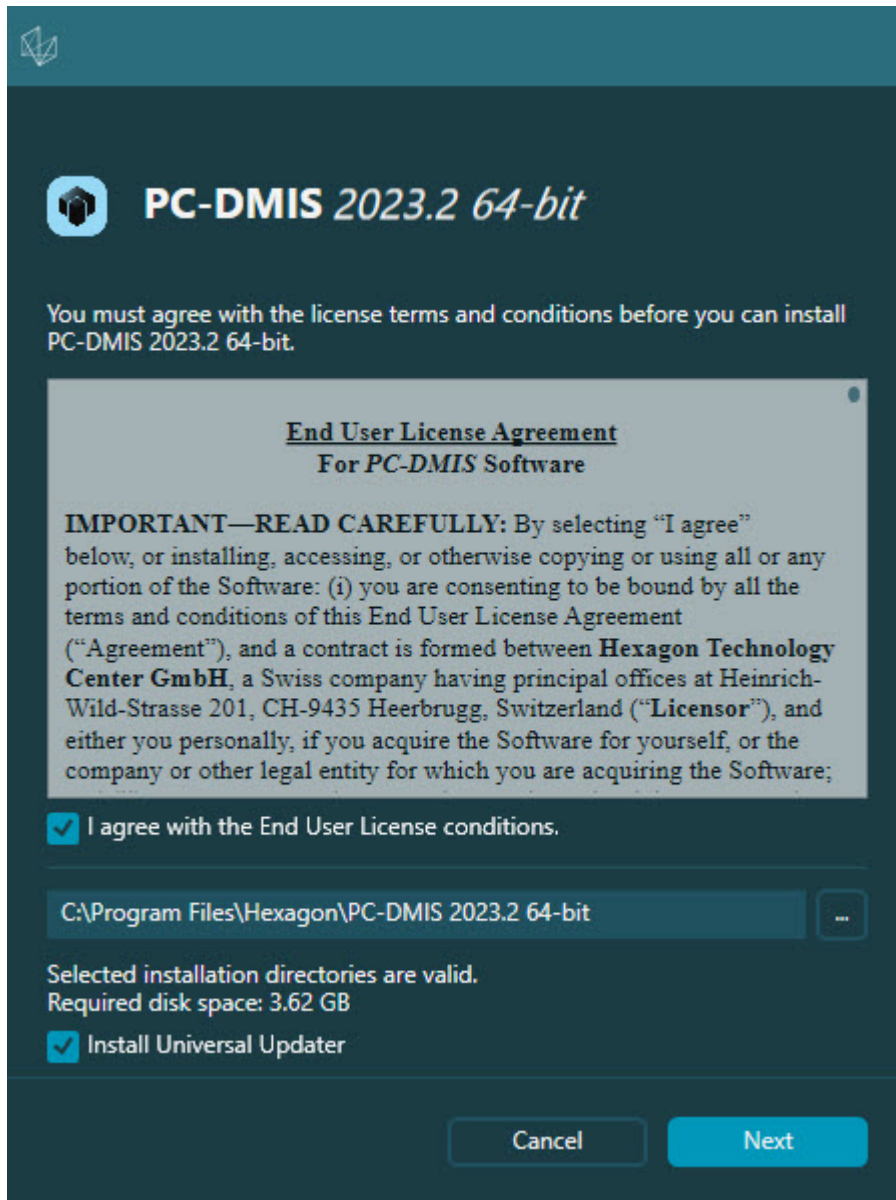 PC-DMIS 2023.2 64-bit
You must agree with the license terms and conditions before you can install
PC-DMIS 2023.2 64-bit.
End User License Agreement
For PC-DMIS Software
IMPORTANT—READ CAREFULLY: By selecting “I agree”
below, or installing, accessing, or otherwise copying or using all or any
portion of the Software: (i) you are consenting to be bound by all the
terms and conditions of this End User License Agreement
(“Agreement”), and a contract is formed between Hexagon Technology
Center GmbH, a Swiss company having principal offices at Heinrich-
Wild-Strasse 201, CH-9435 Heerbrugg, Switzerland (“Licensor”), and
either you personally, if you acquire the Software for yourself, or the
company or other legal entity for which you are acquiring the Software;
I agree with the End User License conditions.
C:\Program Files\Hexagon\PC-DMIS 2023.2 64-bit
...
Selected installation directories are valid.
Required disk space: 3.62 GB
Install Universal Updater
Cancel
Next